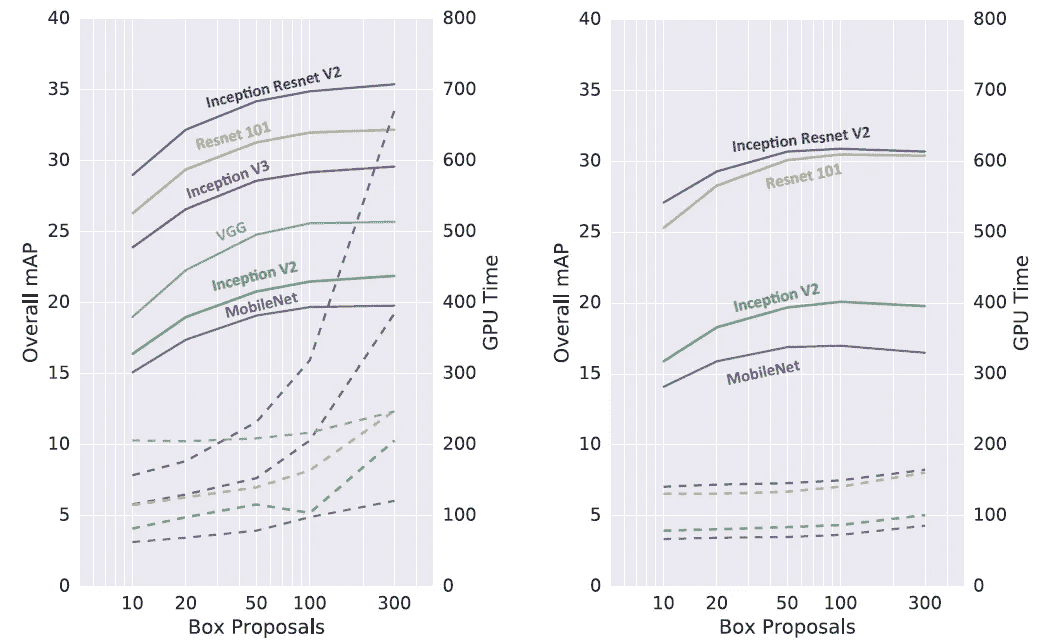 40
35
30
25
20
15
10
5
0
Overall mAP
Inception Resnet V2
Resnet 101
Inception V3
VGG
Inception V2
MobileNet
800
700
600
500
400
300
200
100
0
GPU Time
10 20 50 100 300
Box Proposals
40
35
30
25
20
15
10
5
0
Overall mAP
Inception Resnet V2
Resnet 101
Inception V2
MobileNet
800
700
600
500
400
300
200
100
0
GPU Time
10 20 50 100 300
Box Proposals